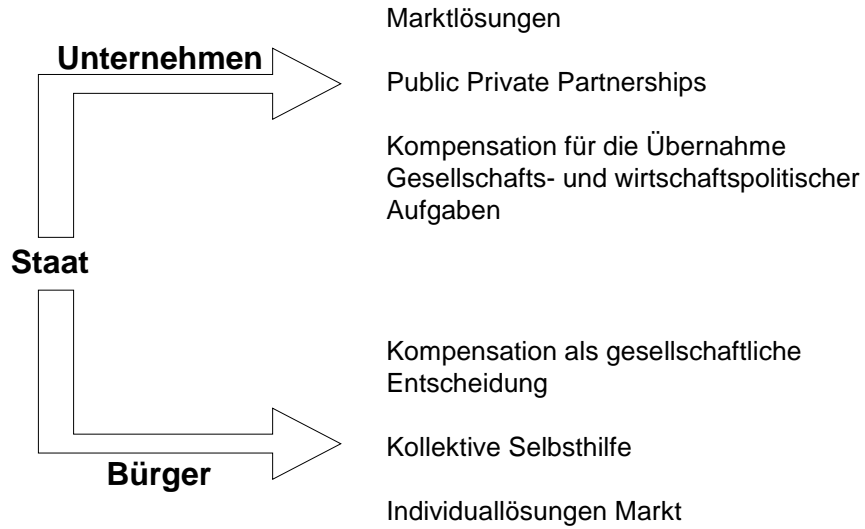 Marktlösungen
Unternehmen
Public Private Partnerships
Kompensation für die Übernahme
Gesellschafts- und wirtschaftspolitischer
Aufgaben
Staat
Kompensation als gesellschaftliche
Entscheidung
Kollektive Selbsthilfe
Bürger
Individuallösungen Markt